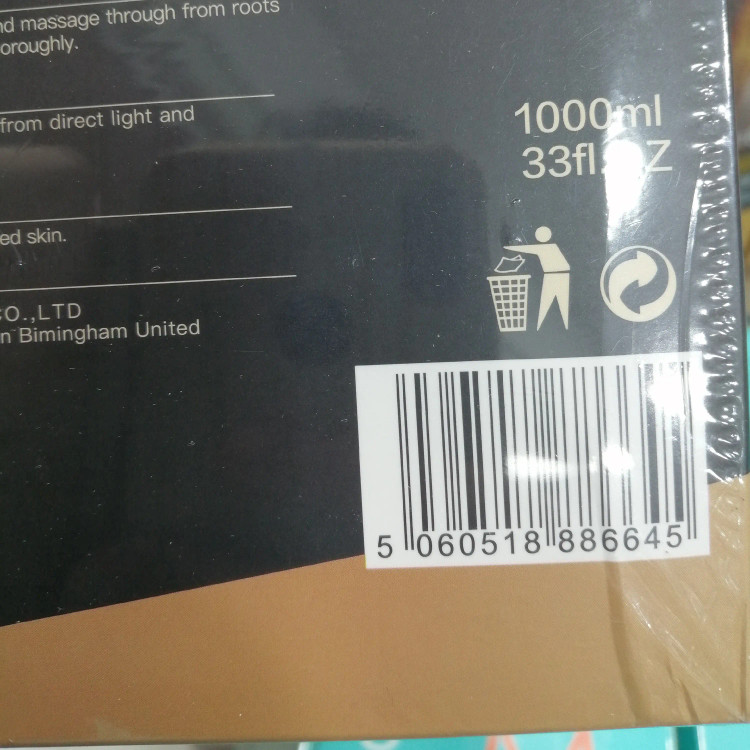 nd massage through from roots
oroughly.
from direct light and
ed skin.
CO.,LTD
n Bimingham United
1000ml
33fl.
5 060518 886645